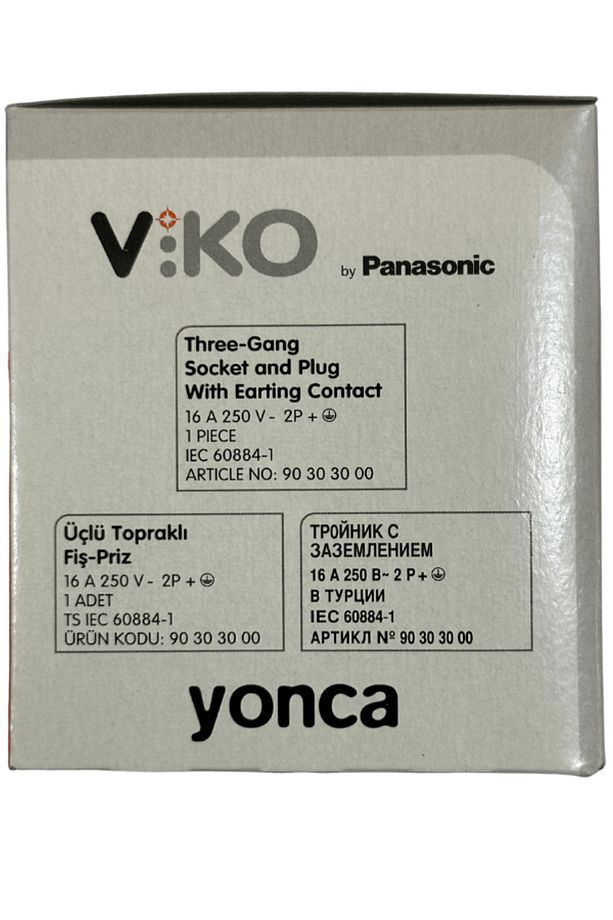 ViKO by Panasonic
Three-Gang
Socket and Plug
With Earting Contact
16 A 250 V ~ 2P + ⏚
1 PIECE
IEC 60884-1
ARTICLE NO: 90 30 30 00
Üçlü Topraklı
Fiş-Priz
16 A 250 V - 2P + ⏚
1 ADET
TS IEC 60884-1
ÜRÜN KODU: 90 30 30 00
ТРОЙНИК С
ЗАЗЕМЛЕНИЕМ
16 А 250 В~ 2 Р + ⏚
В ТУРЦИИ
IEC 60884-1
АРТИКЛ № 90 30 30 00
yonca